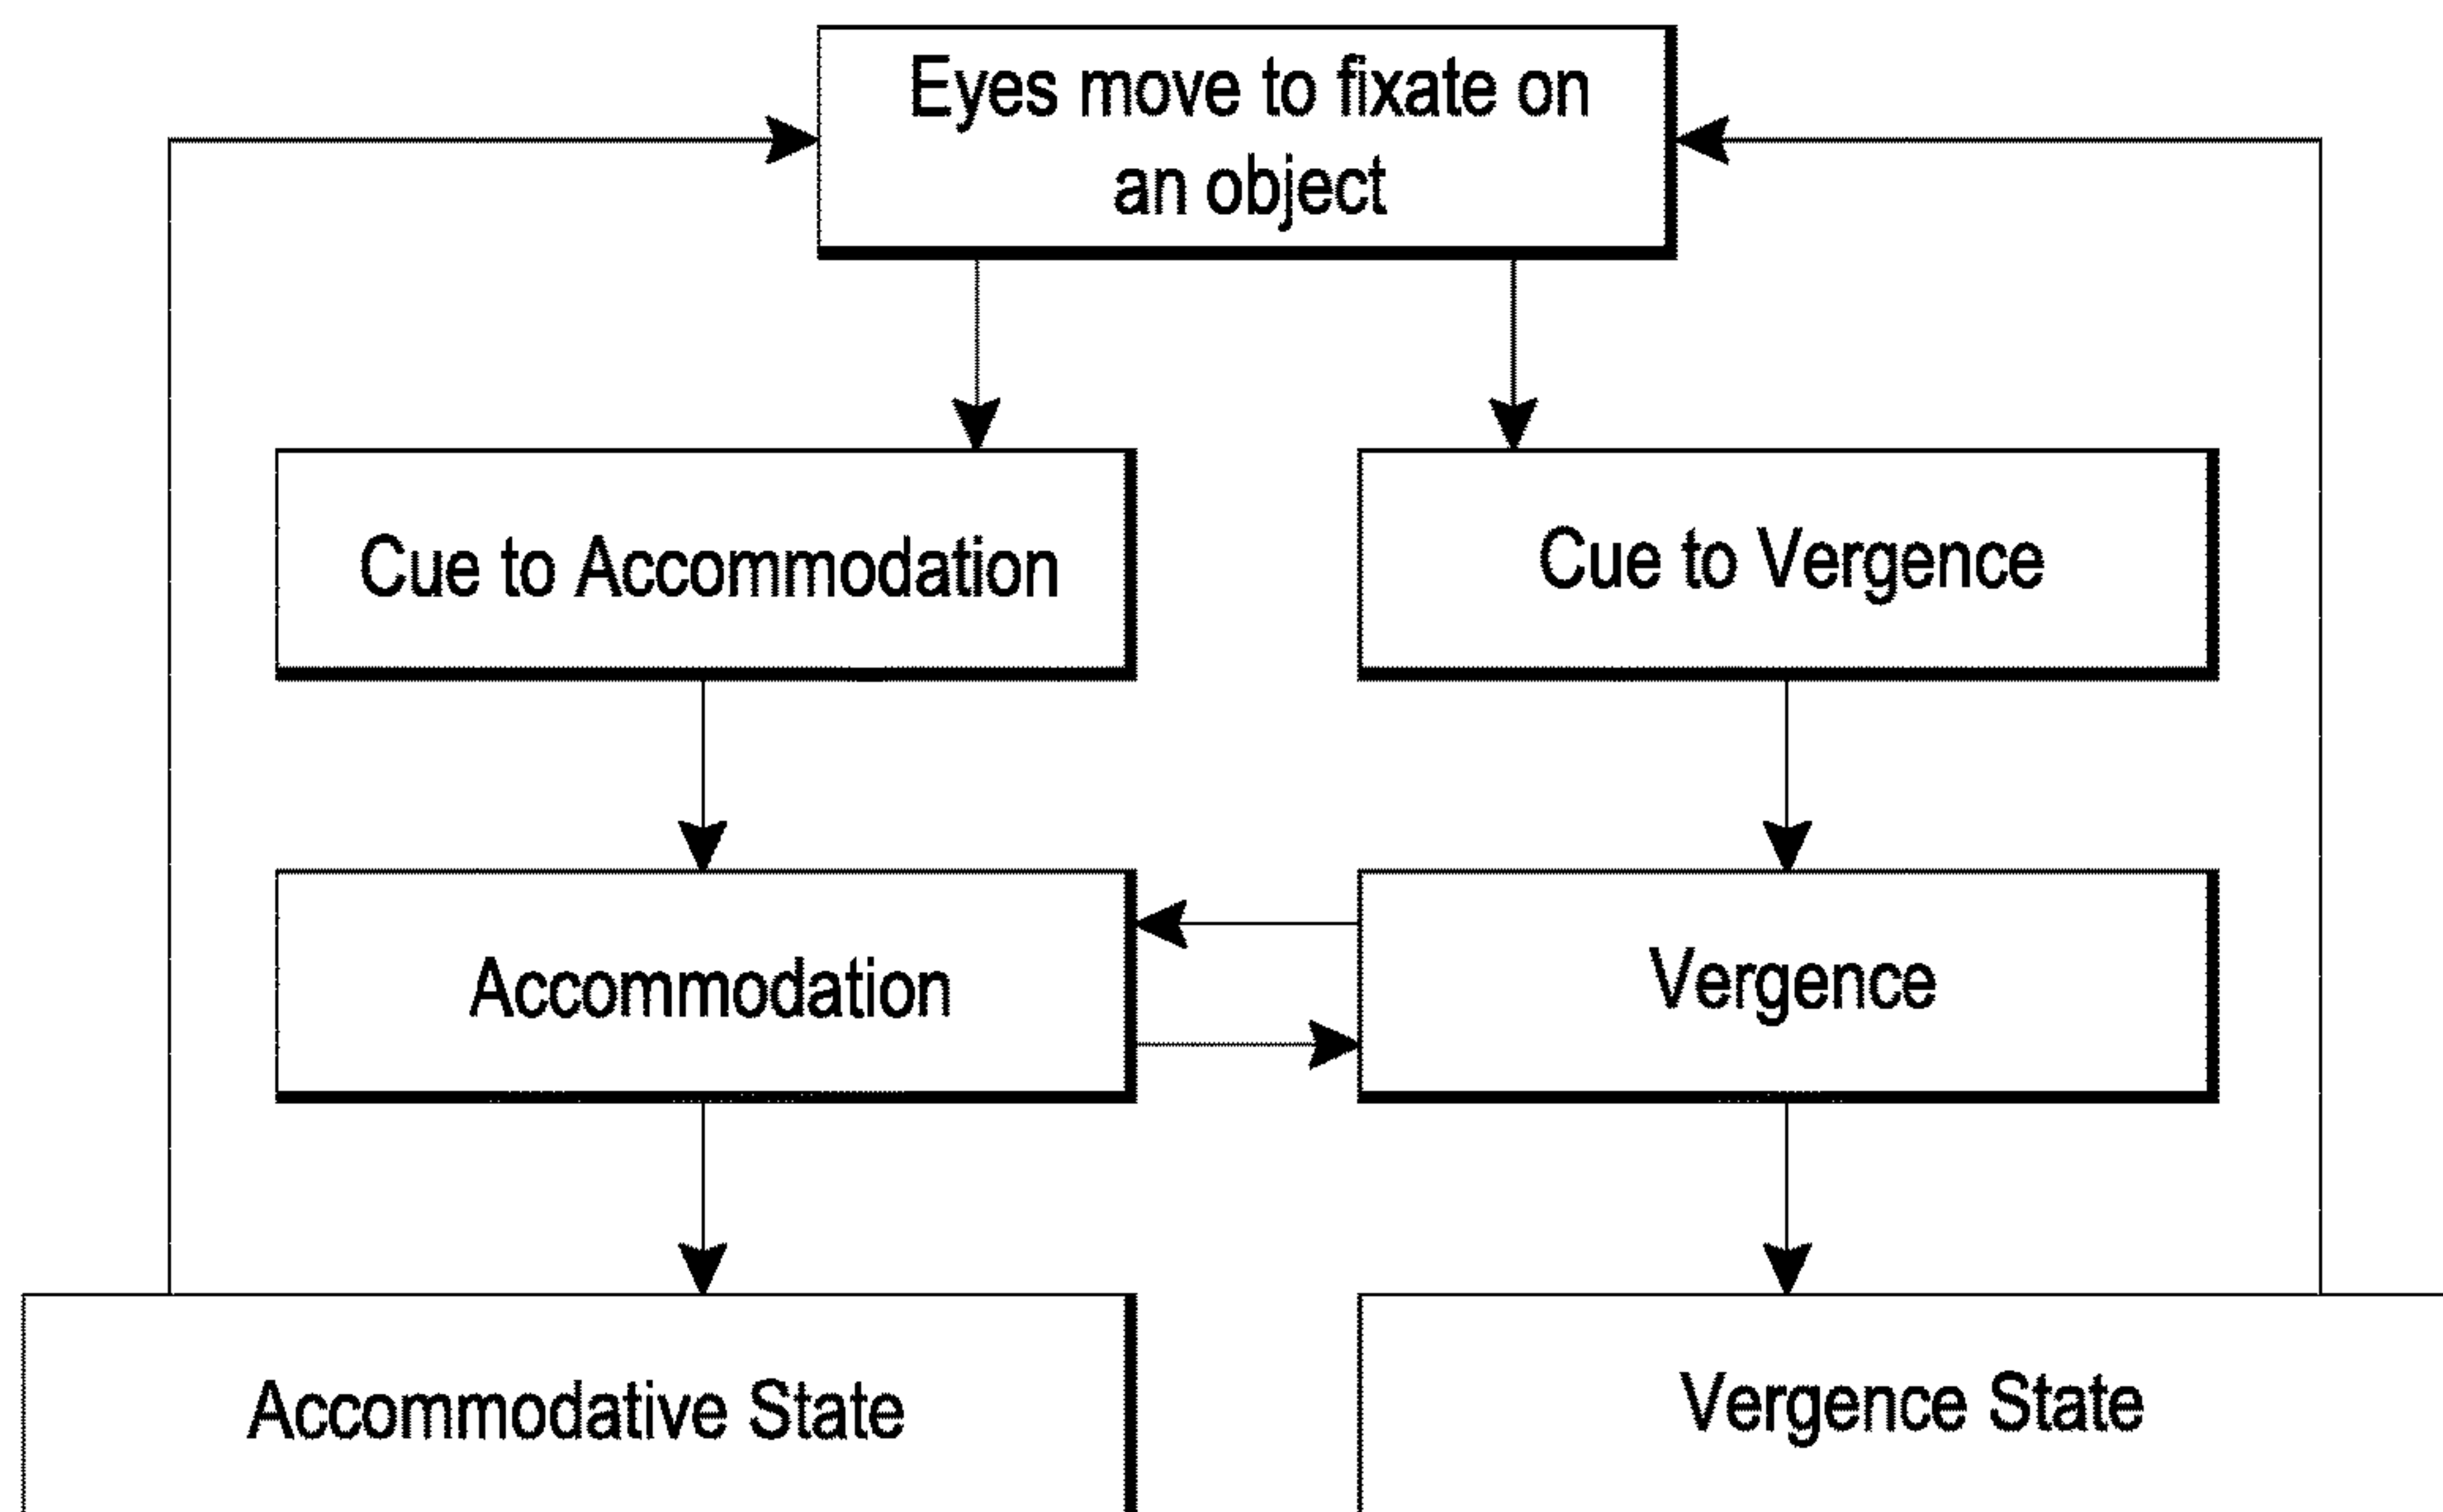 Eyes move to fixate on
an object
Cue to Accommodation
Cue to Vergence
Accommodation
Vergence
Accommodative State
Vergence State